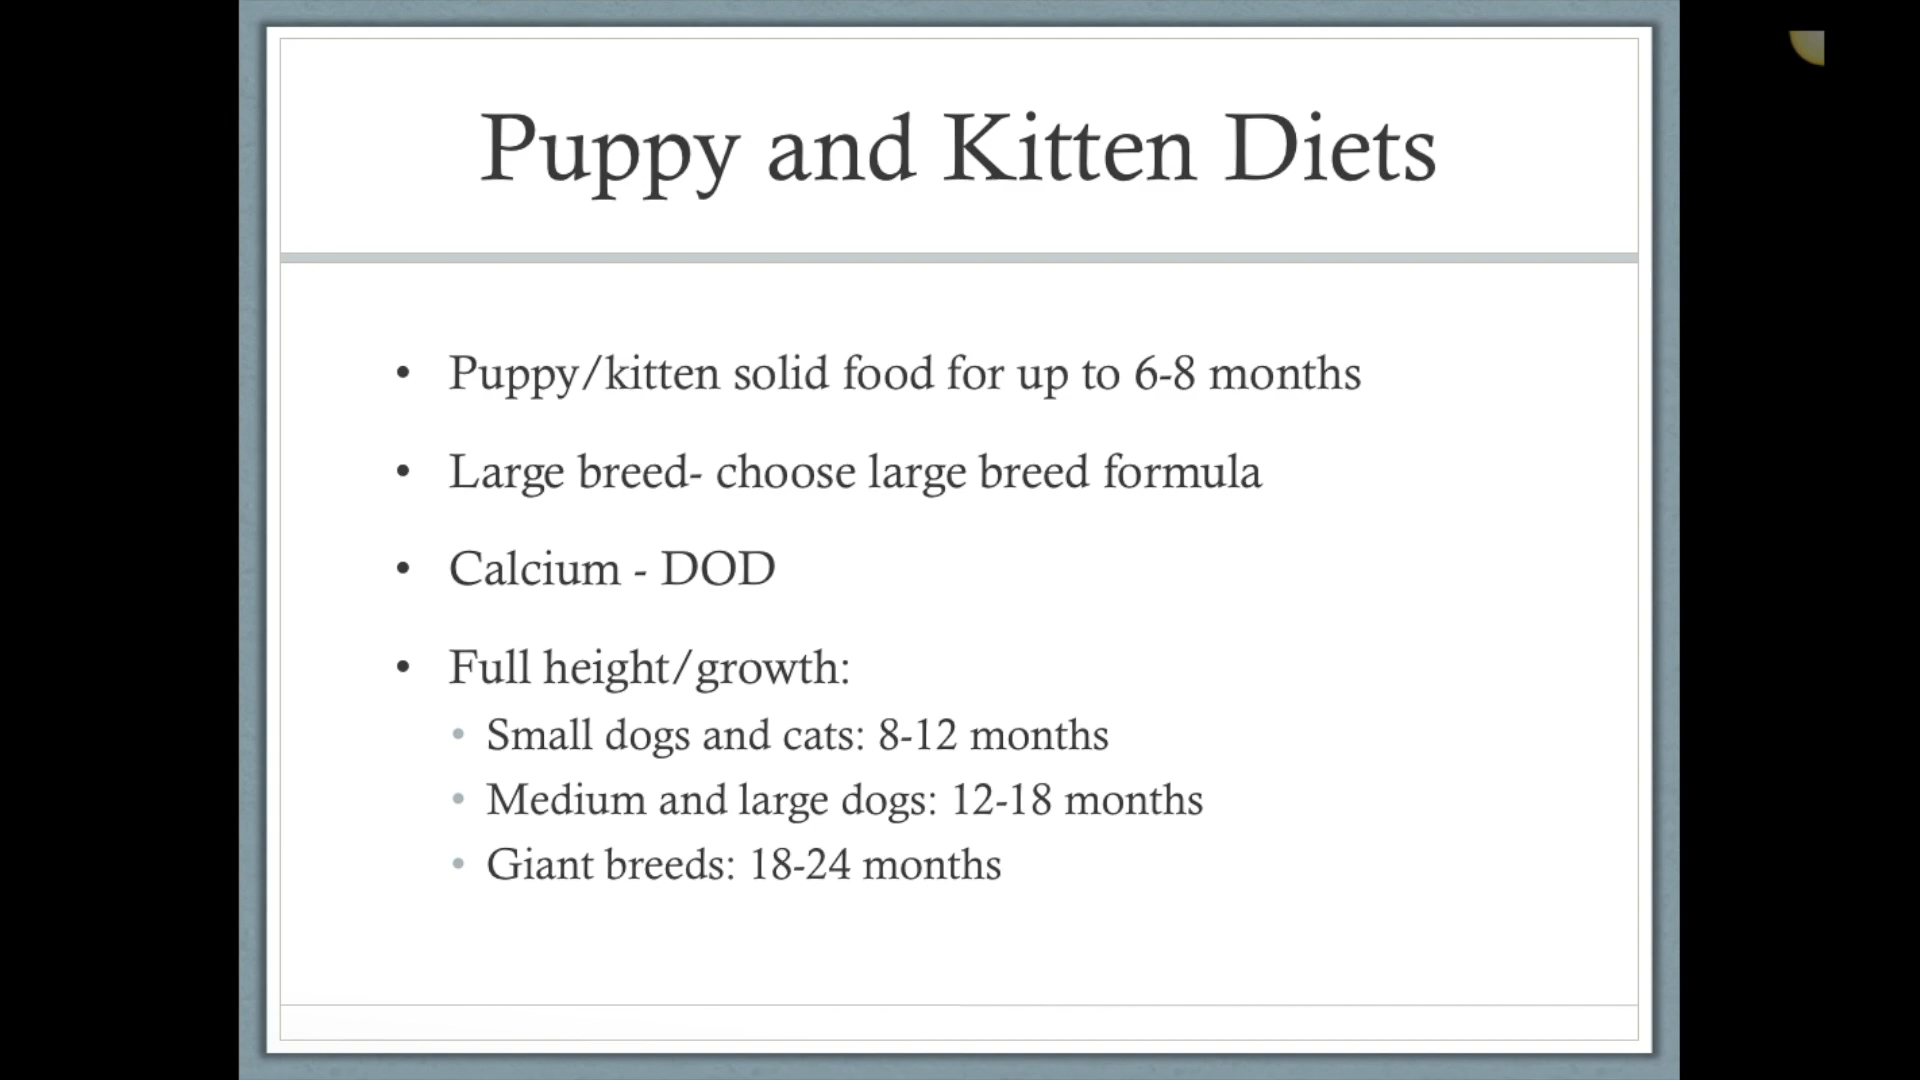 Puppy and Kitten Diets
• Puppy/kitten solid food for up to 6-8 months
• Large breed- choose large breed formula
• Calcium - DOD
• Full height/growth:
• Small dogs and cats: 8-12 months
• Medium and large dogs: 12-18 months
• Giant breeds: 18-24 months